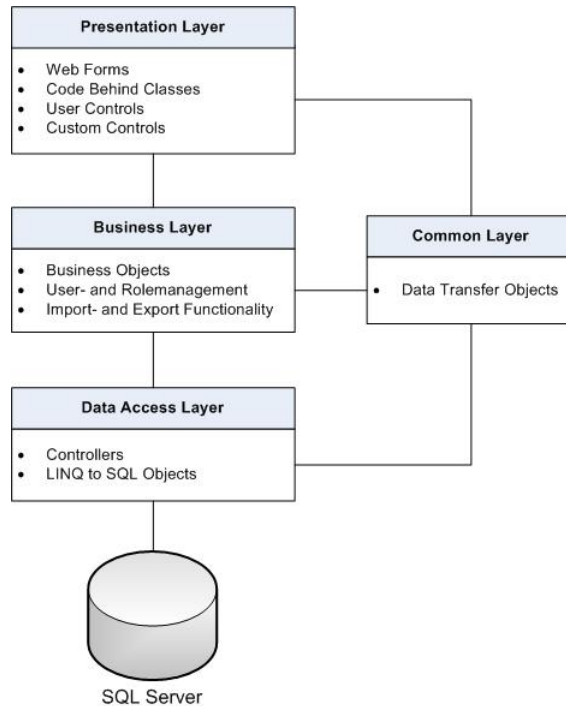 Presentation Layer
• Web Forms
• Code Behind Classes
• User Controls
• Custom Controls
Business Layer
• Business Objects
• User- and Rolemanagement
• Import- and Export Functionality
Common Layer
• Data Transfer Objects
Data Access Layer
• Controllers
• LINQ to SQL Objects
SQL Server